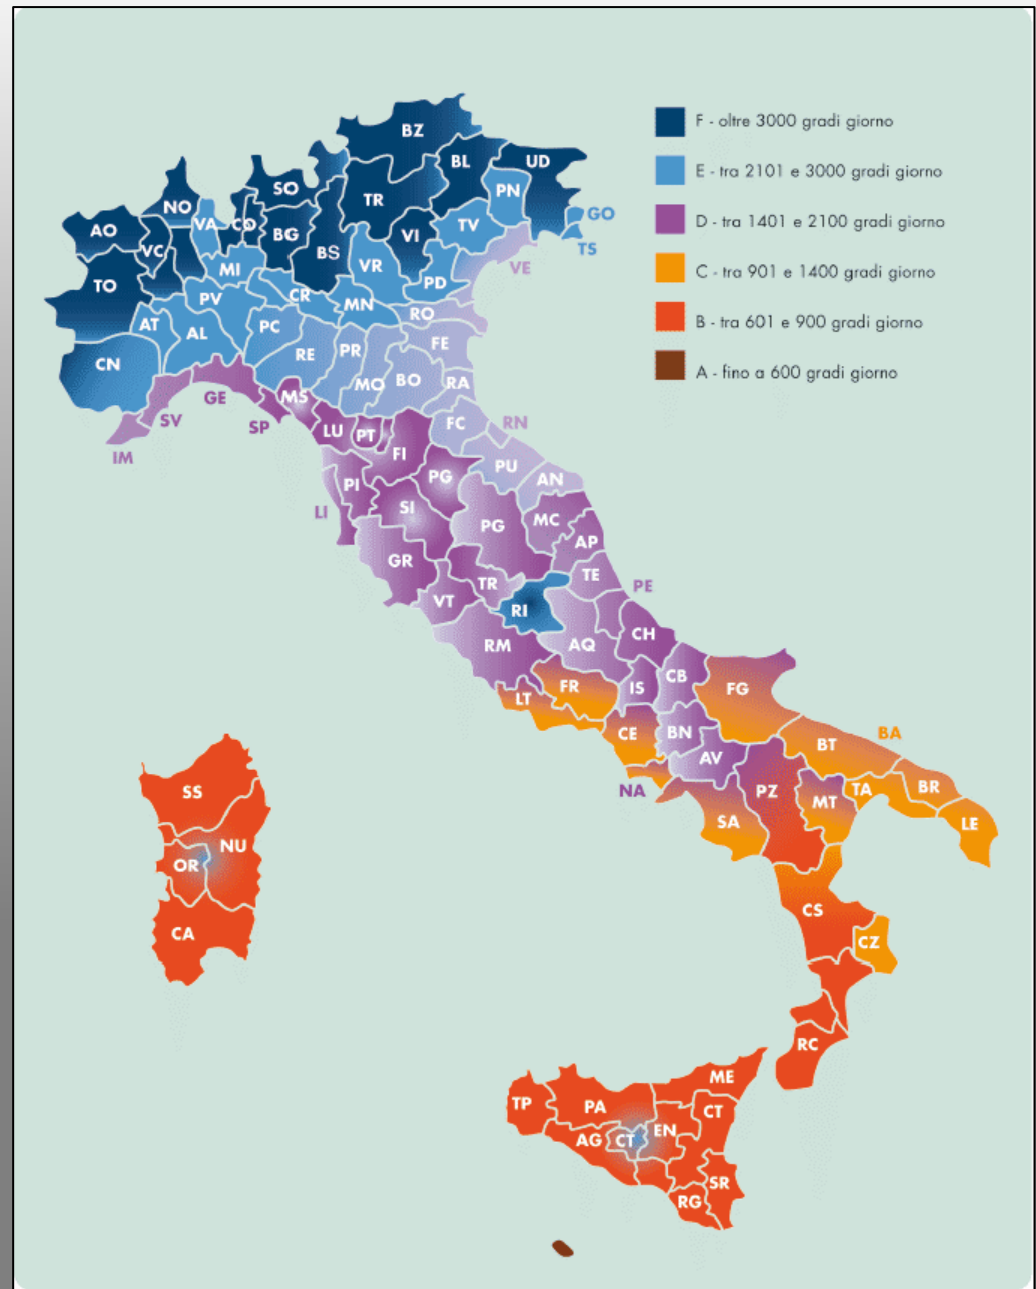 F - oltre 3000 gradi giorno
E - tra 2101 e 3000 gradi giorno
D - tra 1401 e 2100 gradi giorno
C - tra 901 e 1400 gradi giorno
B - tra 601 e 900 gradi giorno
A - fino a 600 gradi giorno
BZ
BL
UD
SO
TR
PN
NO
VA
CO
BG
BS
VI
TV
GO
TS
AO
VC
MI
VR
PD
VE
TO
PV
CR
MN
RO
AT
AL
PC
RE
PR
MO
BO
FE
RA
CN
GE
SV
SP
IM
MS
LU
PT
FI
FC
RN
PU
AN
PI
LI
PG
SI
PG
MC
AP
GR
TR
TE
PE
VT
RI
RM
AQ
CH
LT
FR
IS
CB
FG
CE
BN
AV
BT
BA
NA
SA
PZ
MT
TA
BR
LE
SS
NU
OR
CA
CS
CZ
RC
ME
TP
PA
CT
AG
CT
EN
SR
RG